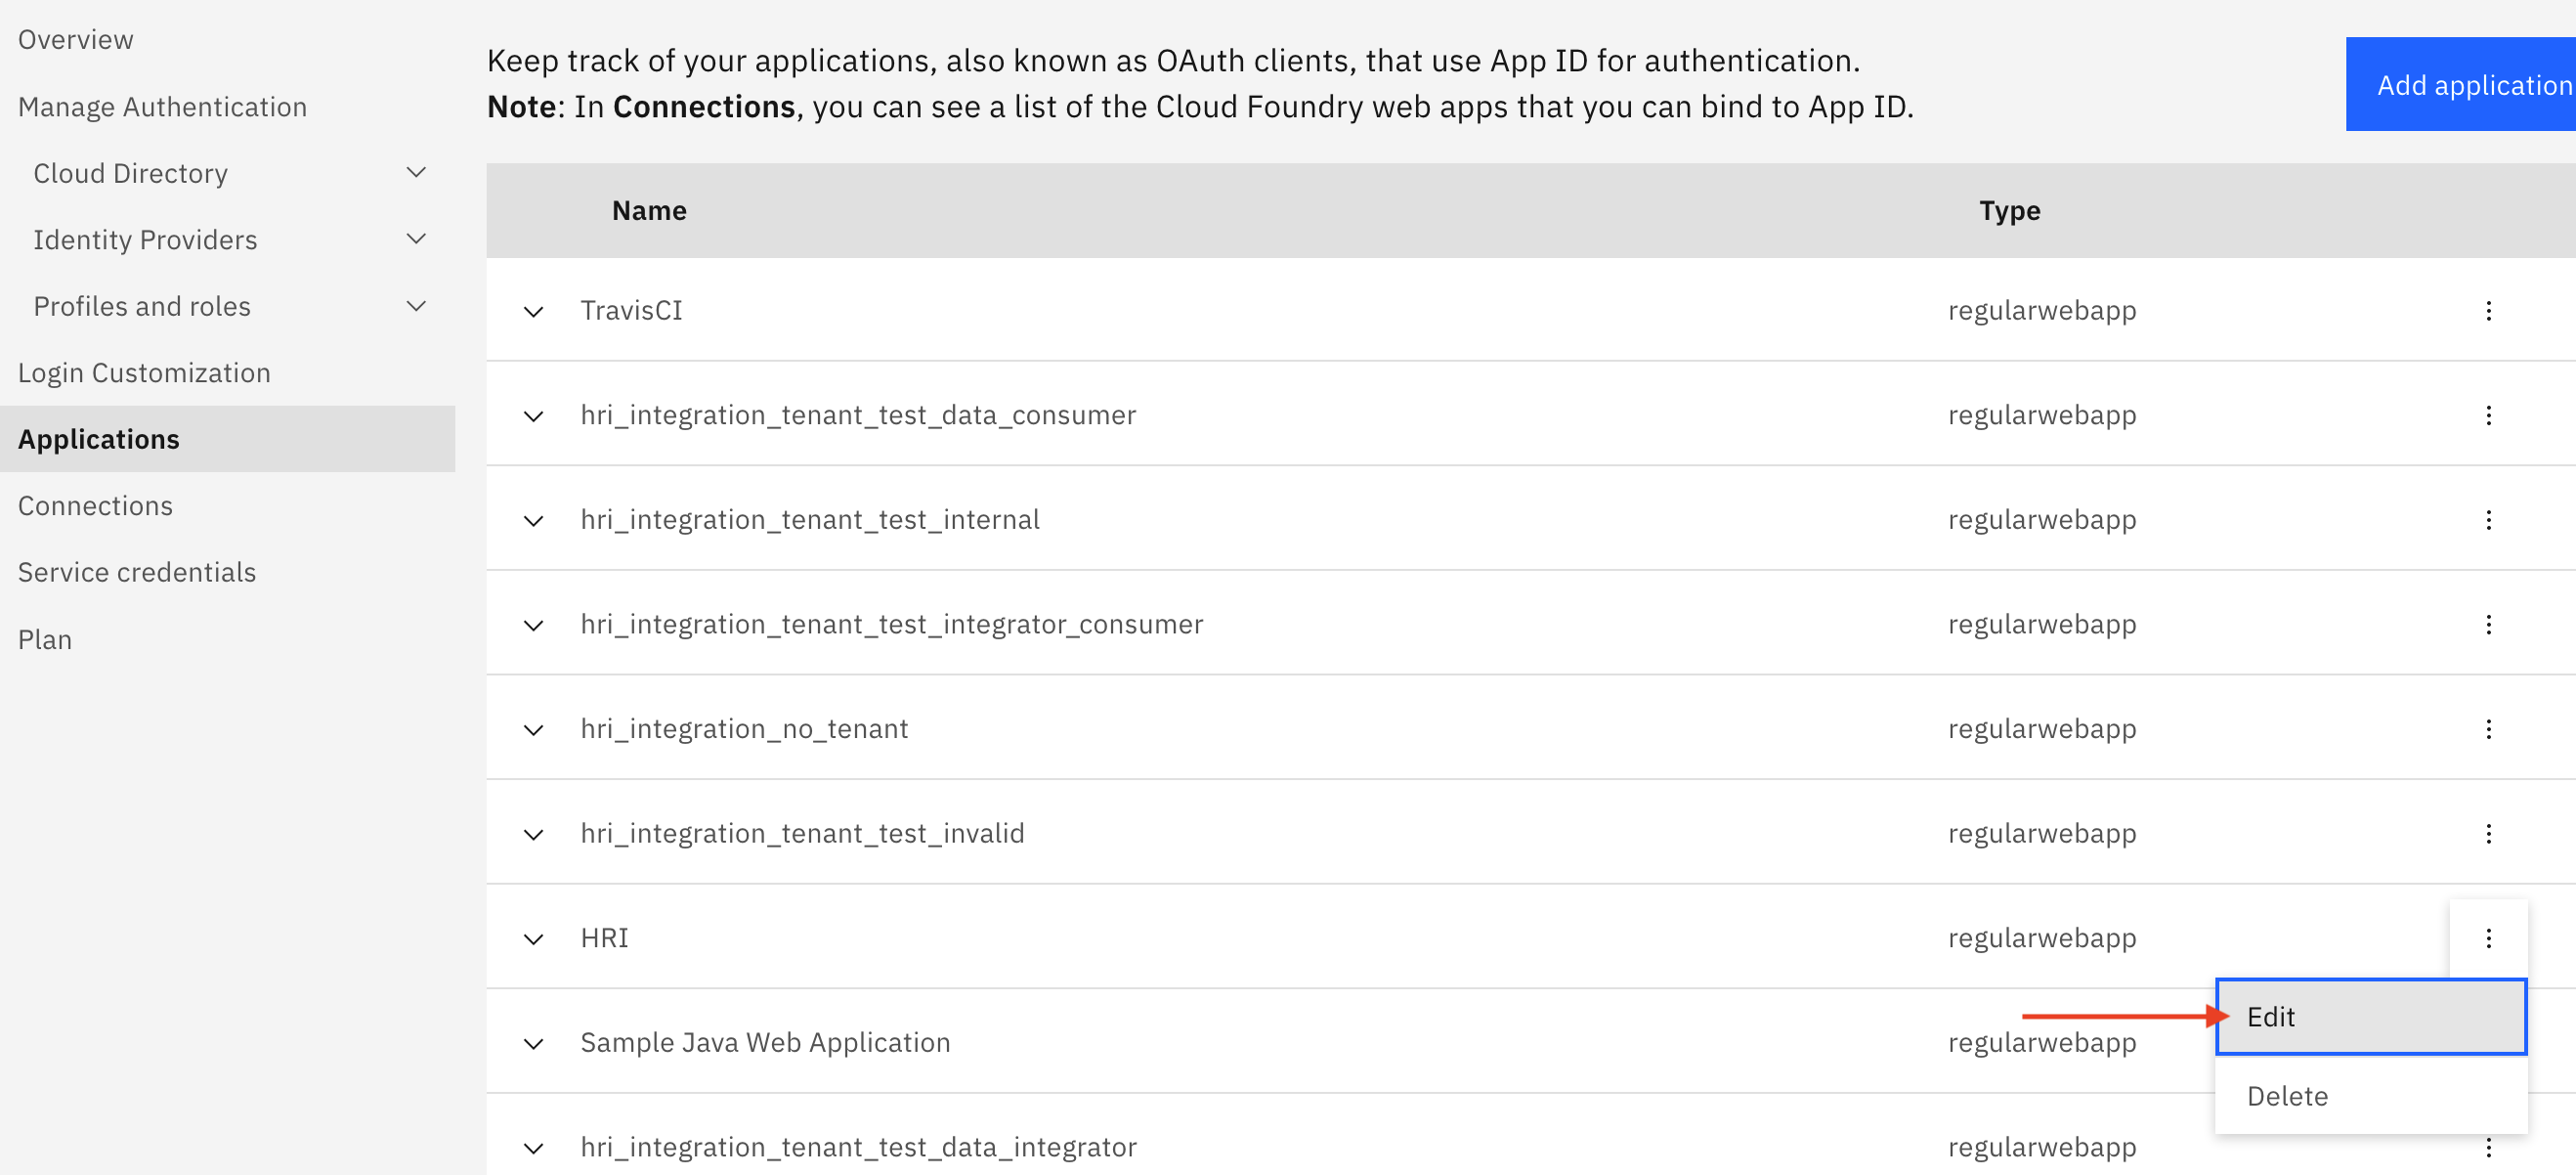 Overview
Manage Authentication
Cloud Directory
Identity Providers
Profiles and roles
Login Customization
Applications
Connections
Service credentials
Plan
Keep track of your applications, also known as OAuth clients, that use App ID for authentication.
Note: In Connections, you can see a list of the Cloud Foundry web apps that you can bind to App ID.
Add application
Name Type
TravisCI regularwebapp
hri_integration_tenant_test_data_consumer regularwebapp
hri_integration_tenant_test_internal regularwebapp
hri_integration_tenant_test_integrator_consumer regularwebapp
hri_integration_no_tenant regularwebapp
hri_integration_tenant_test_invalid regularwebapp
HRI regularwebapp
Edit
Sample Java Web Application regularwebapp
Delete
hri_integration_tenant_test_data_integrator regularwebapp